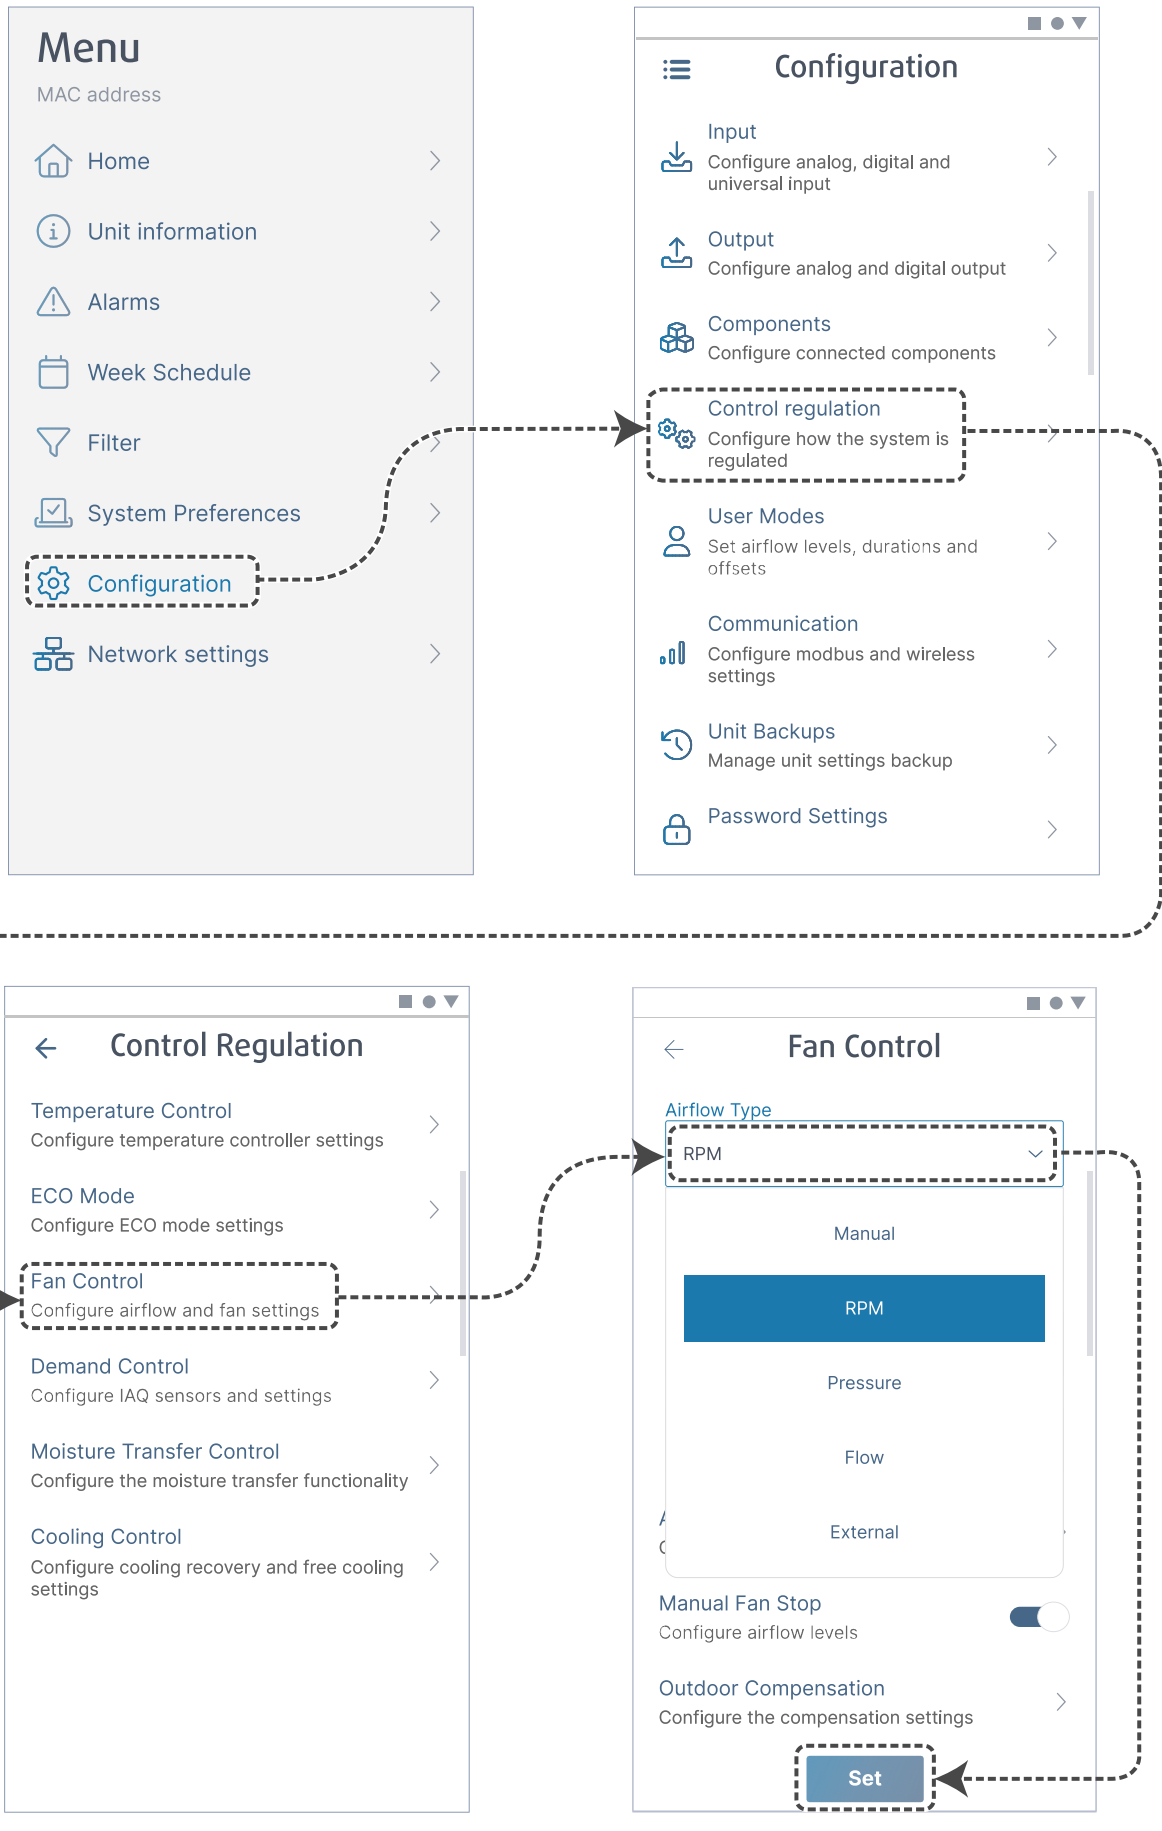 Menu
MAC address
Home
Unit information
Alarms
Week Schedule
Filter
System Preferences
Configuration
Network settings
Configuration
Input
Configure analog, digital and
universal input
Output
Configure analog and digital output
Components
Configure connected components
Control regulation
Configure how the system is
regulated
User Modes
Set airflow levels, durations and
offsets
Communication
Configure modbus and wireless
settings
Unit Backups
Manage unit settings backup
Password Settings
Control Regulation
Temperature Control
Configure temperature controller settings
ECO Mode
Configure ECO mode settings
Fan Control
Configure airflow and fan settings
Demand Control
Configure IAQ sensors and settings
Moisture Transfer Control
Configure the moisture transfer functionality
Cooling Control
Configure cooling recovery and free cooling
settings
Fan Control
Airflow Type
RPM
Manual
RPM
Pressure
Flow
External
Manual Fan Stop
Configure airflow levels
Outdoor Compensation
Configure the compensation settings
Set